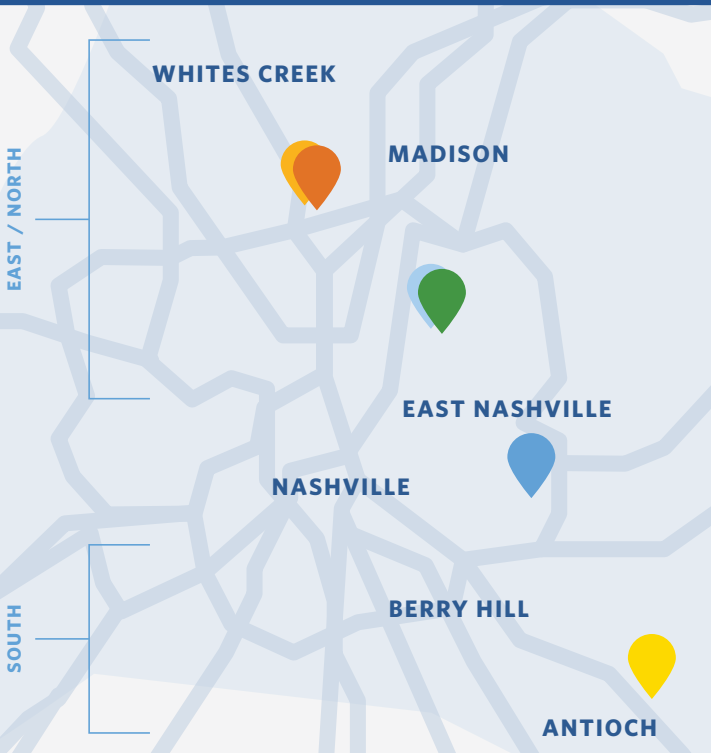 WHITES CREEK
MADISON
EAST / NORTH
EAST NASHVILLE
NASHVILLE
BERRY HILL
SOUTH
ANTIOCH